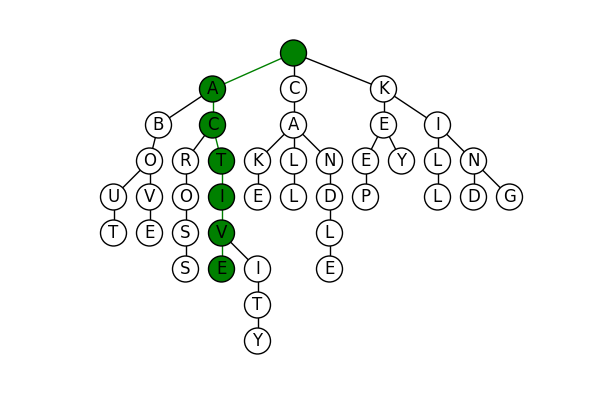 A C K
B C A E I
O R T K L N E Y L N
U V O I E L D P L D G
T E S V L
S E I E
T
Y